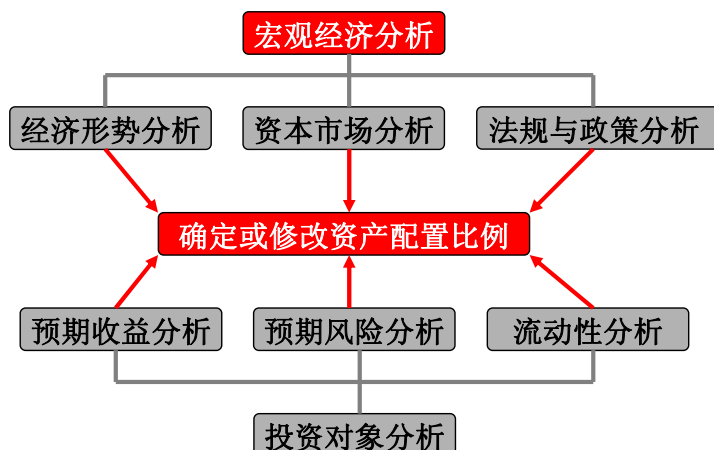 宏观经济分析
经济形势分析
资本市场分析
法规与政策分析
确定或修改资产配置比例
预期收益分析
预期风险分析
流动性分析
投资对象分析